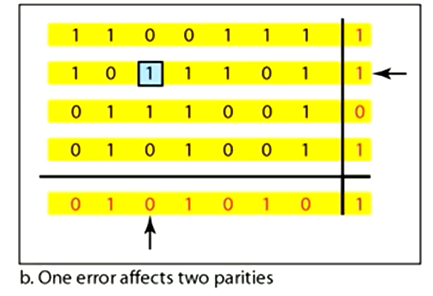 1 1 0 0 1 1 1 1
1 0 1 1 1 0 1 1
0 1 1 1 0 0 1 0
0 1 0 1 0 0 1 1
0 1 0 1 0 1 0 1
b. One error affects two parities